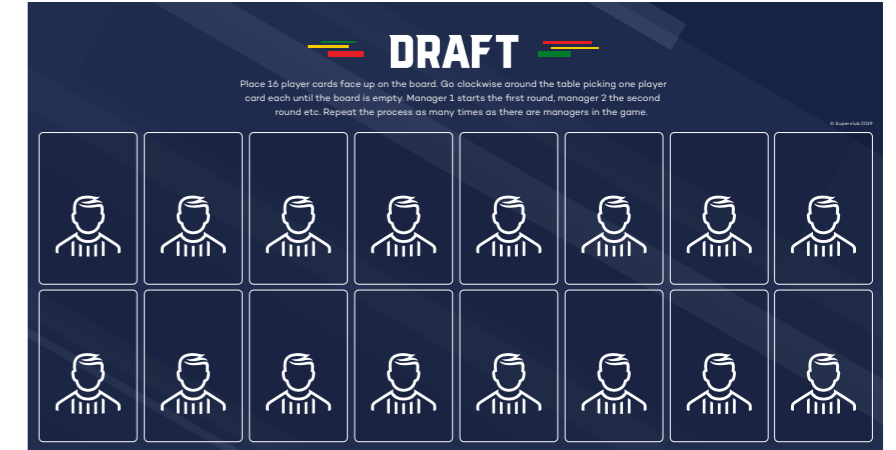 DRAFT
Place 16 player cards face up on the board. Go clockwise around the table picking one player
card each until the board is empty. Manager 1 starts the first round, manager 2 the second
round etc. Repeat the process as many times as there are managers in the game.
© Superclub 2019